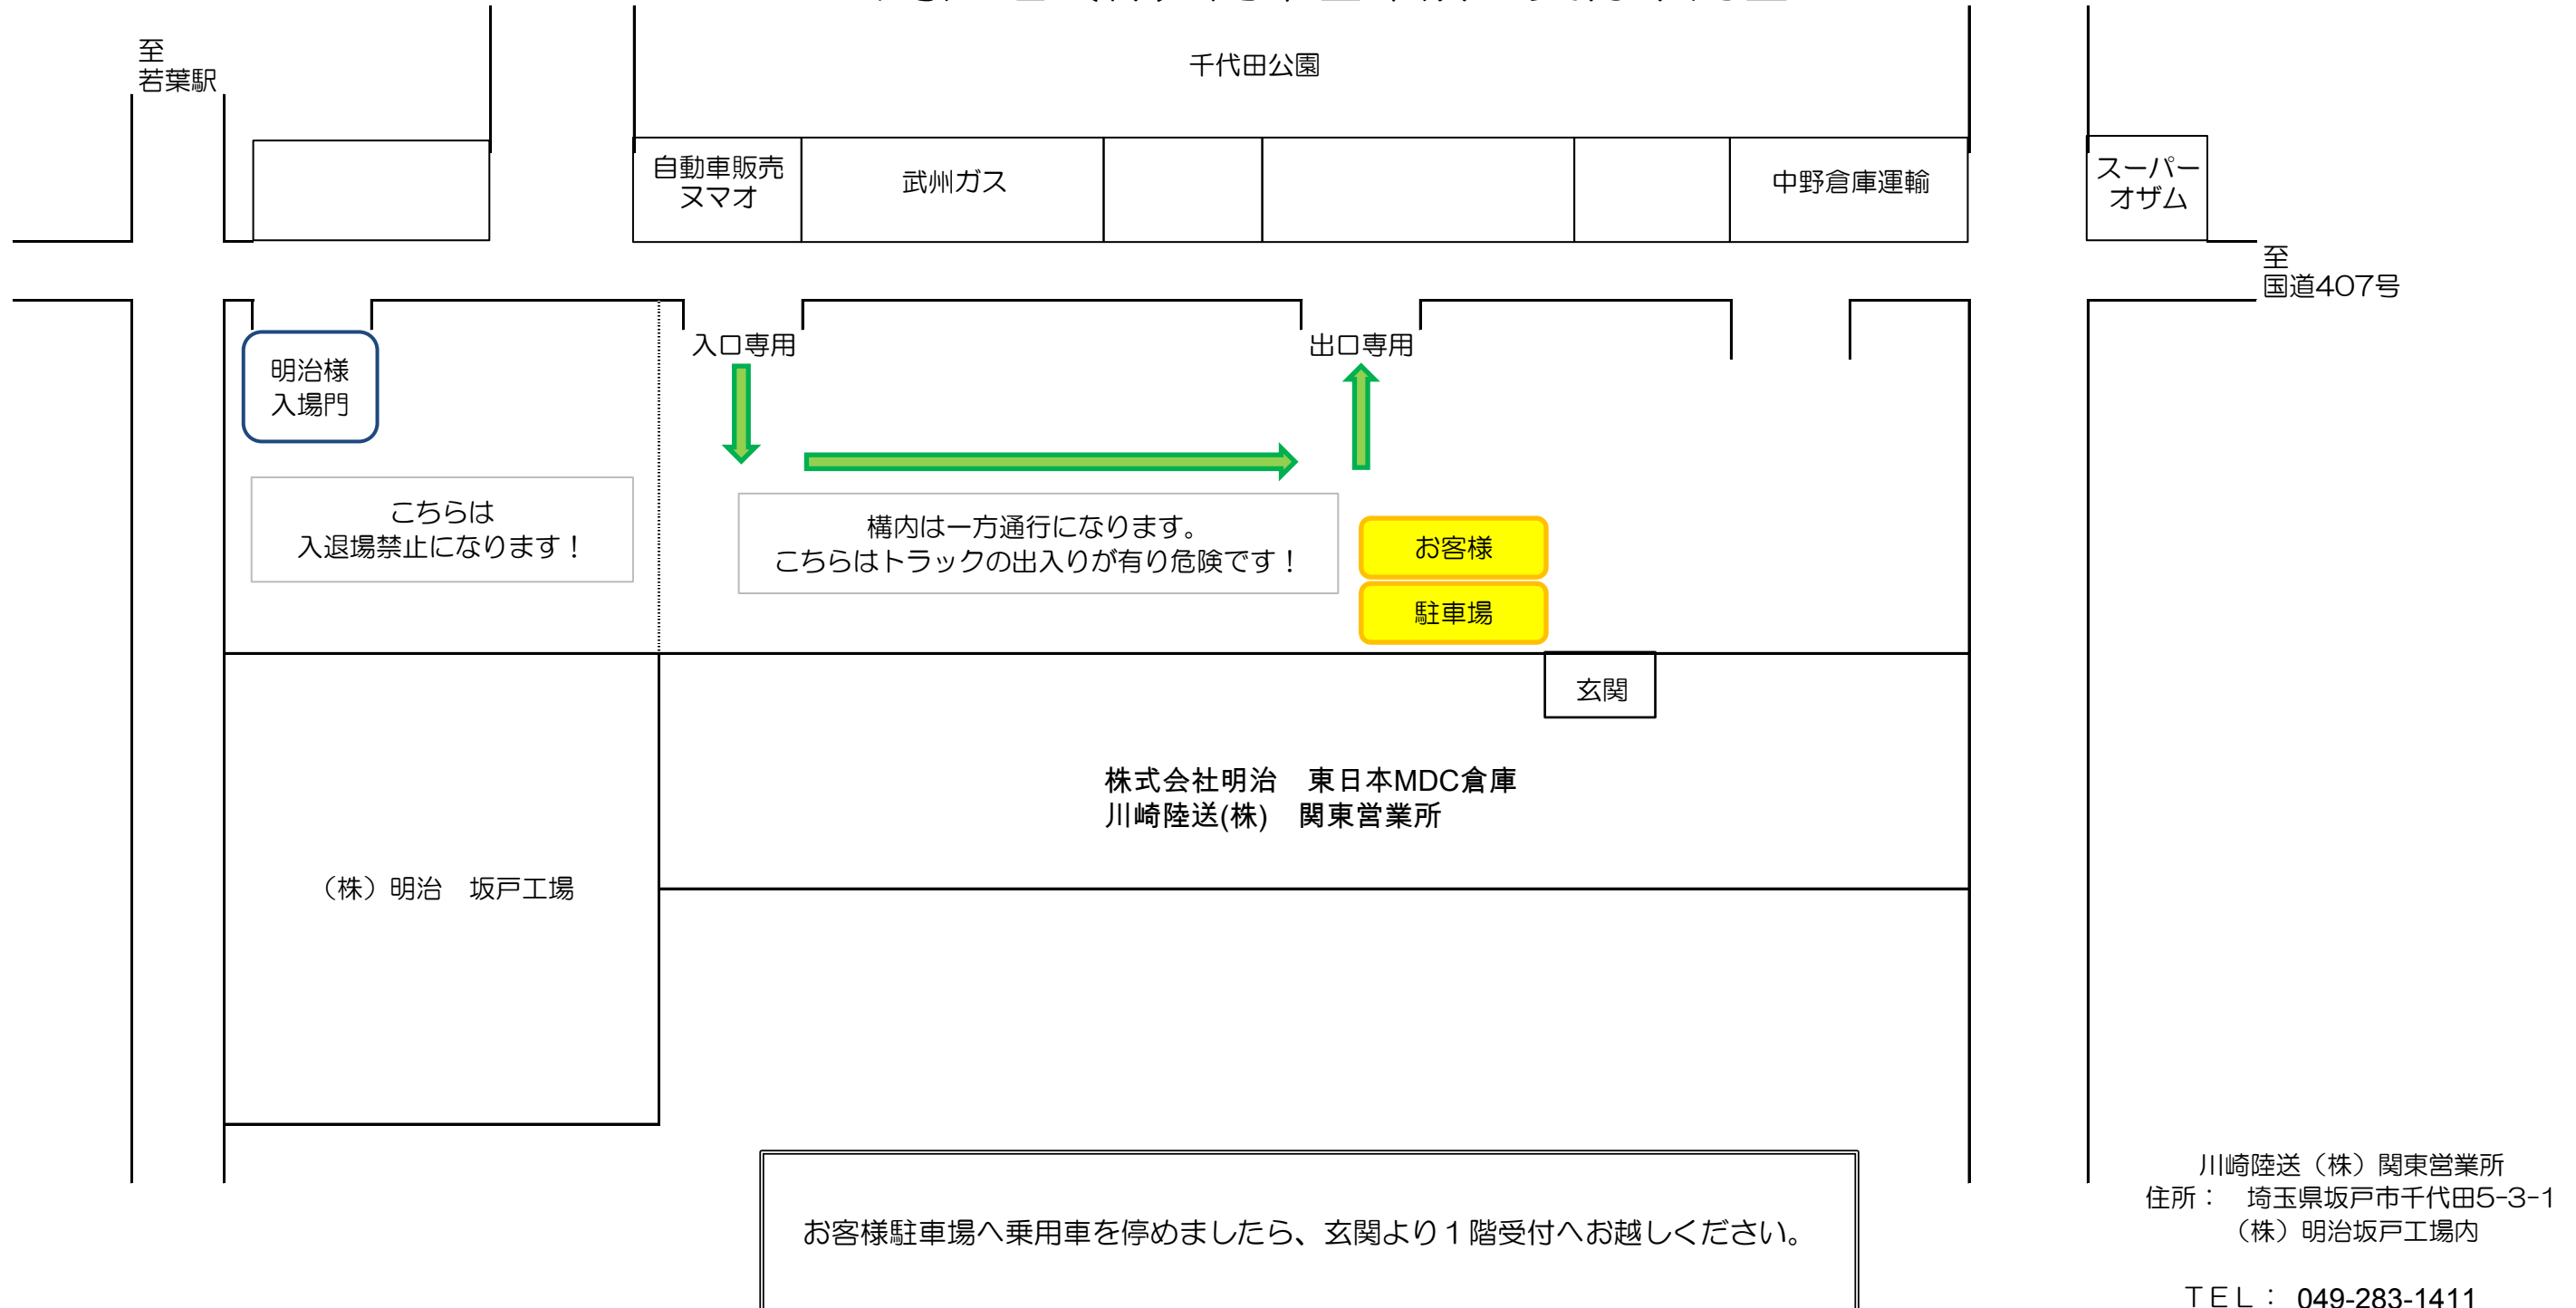 至
若葉駅
千代田公園
自動車販売
ヌマオ
武州ガス
中野倉庫運輸
スーパー
オザム
至
国道407号
入口専用
出口専用
明治様
入場門
こちらは
入退場禁止になります！
構内は一方通行になります。
こちらはトラックの出入りが有り危険です！
お客様
駐車場
玄関
株式会社明治　東日本MDC倉庫
川崎陸送(株)　関東営業所
（株）明治　坂戸工場
お客様駐車場へ乗用車を停めましたら、玄関より１階受付へお越しください。
川崎陸送（株）関東営業所
住所：　埼玉県坂戸市千代田5-3-1
（株）明治坂戸工場内
ＴＥＬ： 049-283-1411